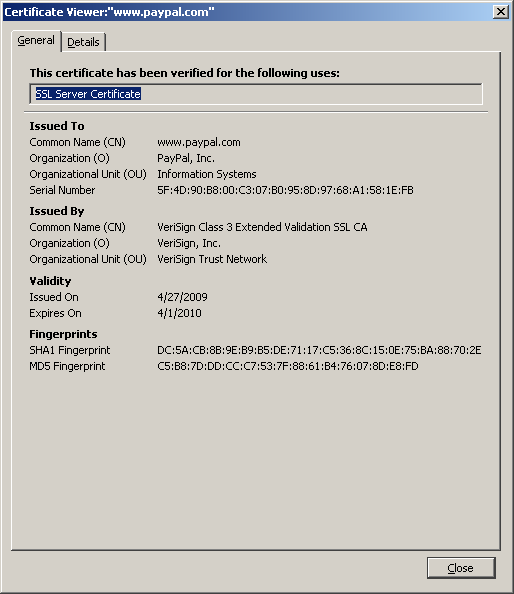 Certificate Viewer:"www.paypal.com"
General
Details
This certificate has been verified for the following uses:
SSL Server Certificate
Issued To
Common Name (CN) www.paypal.com
Organization (O) PayPal, Inc.
Organizational Unit (OU) Information Systems
Serial Number 5F:4D:90:B8:00:C3:07:B0:95:8D:97:68:A1:58:1E:FB
Issued By
Common Name (CN) VeriSign Class 3 Extended Validation SSL CA
Organization (O) VeriSign, Inc.
Organizational Unit (OU) VeriSign Trust Network
Validity
Issued On 4/27/2009
Expires On 4/1/2010
Fingerprints
SHA1 Fingerprint DC:5A:CB:8B:9E:B9:B5:DE:71:17:C5:36:8C:15:0E:75:BA:88:70:2E
MD5 Fingerprint C5:B8:7D:DD:CC:C7:53:7F:88:61:B4:76:07:8D:E8:FD
Close